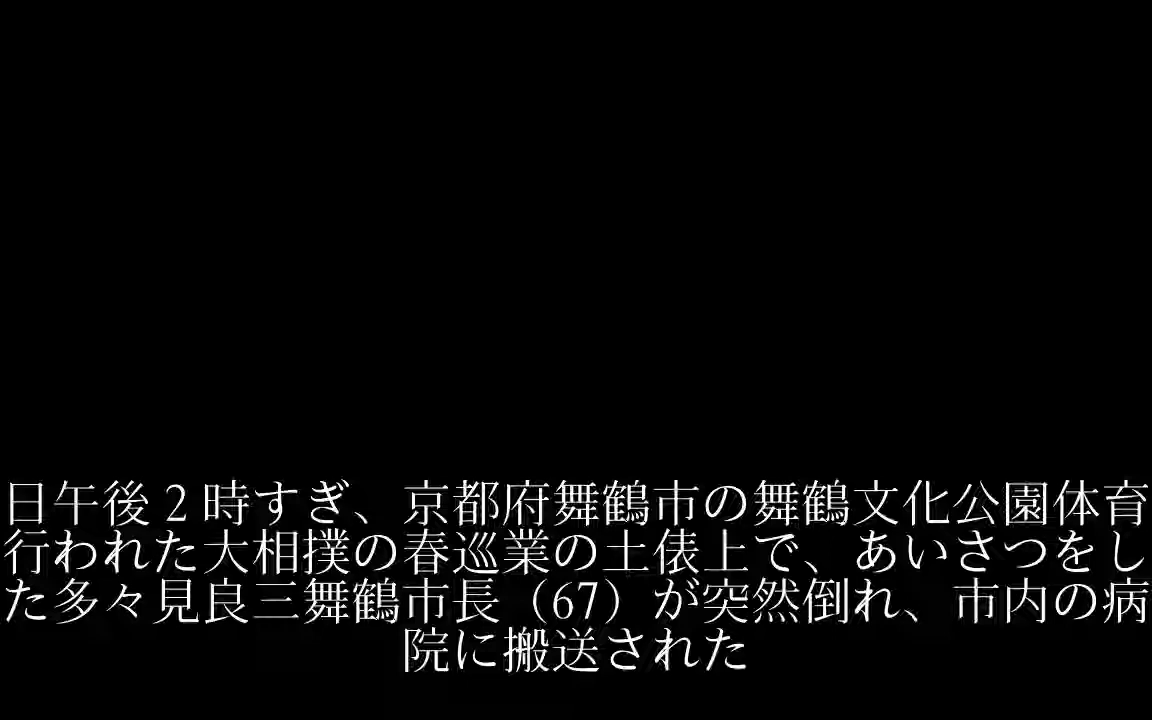 日午後２時すぎ、京都府舞鶴市の舞鶴文化公園体育
行われた大相撲の春巡業の土俵上で、あいさつをし
た多々見良三舞鶴市長（67）が突然倒れ、市内の病
院に搬送された